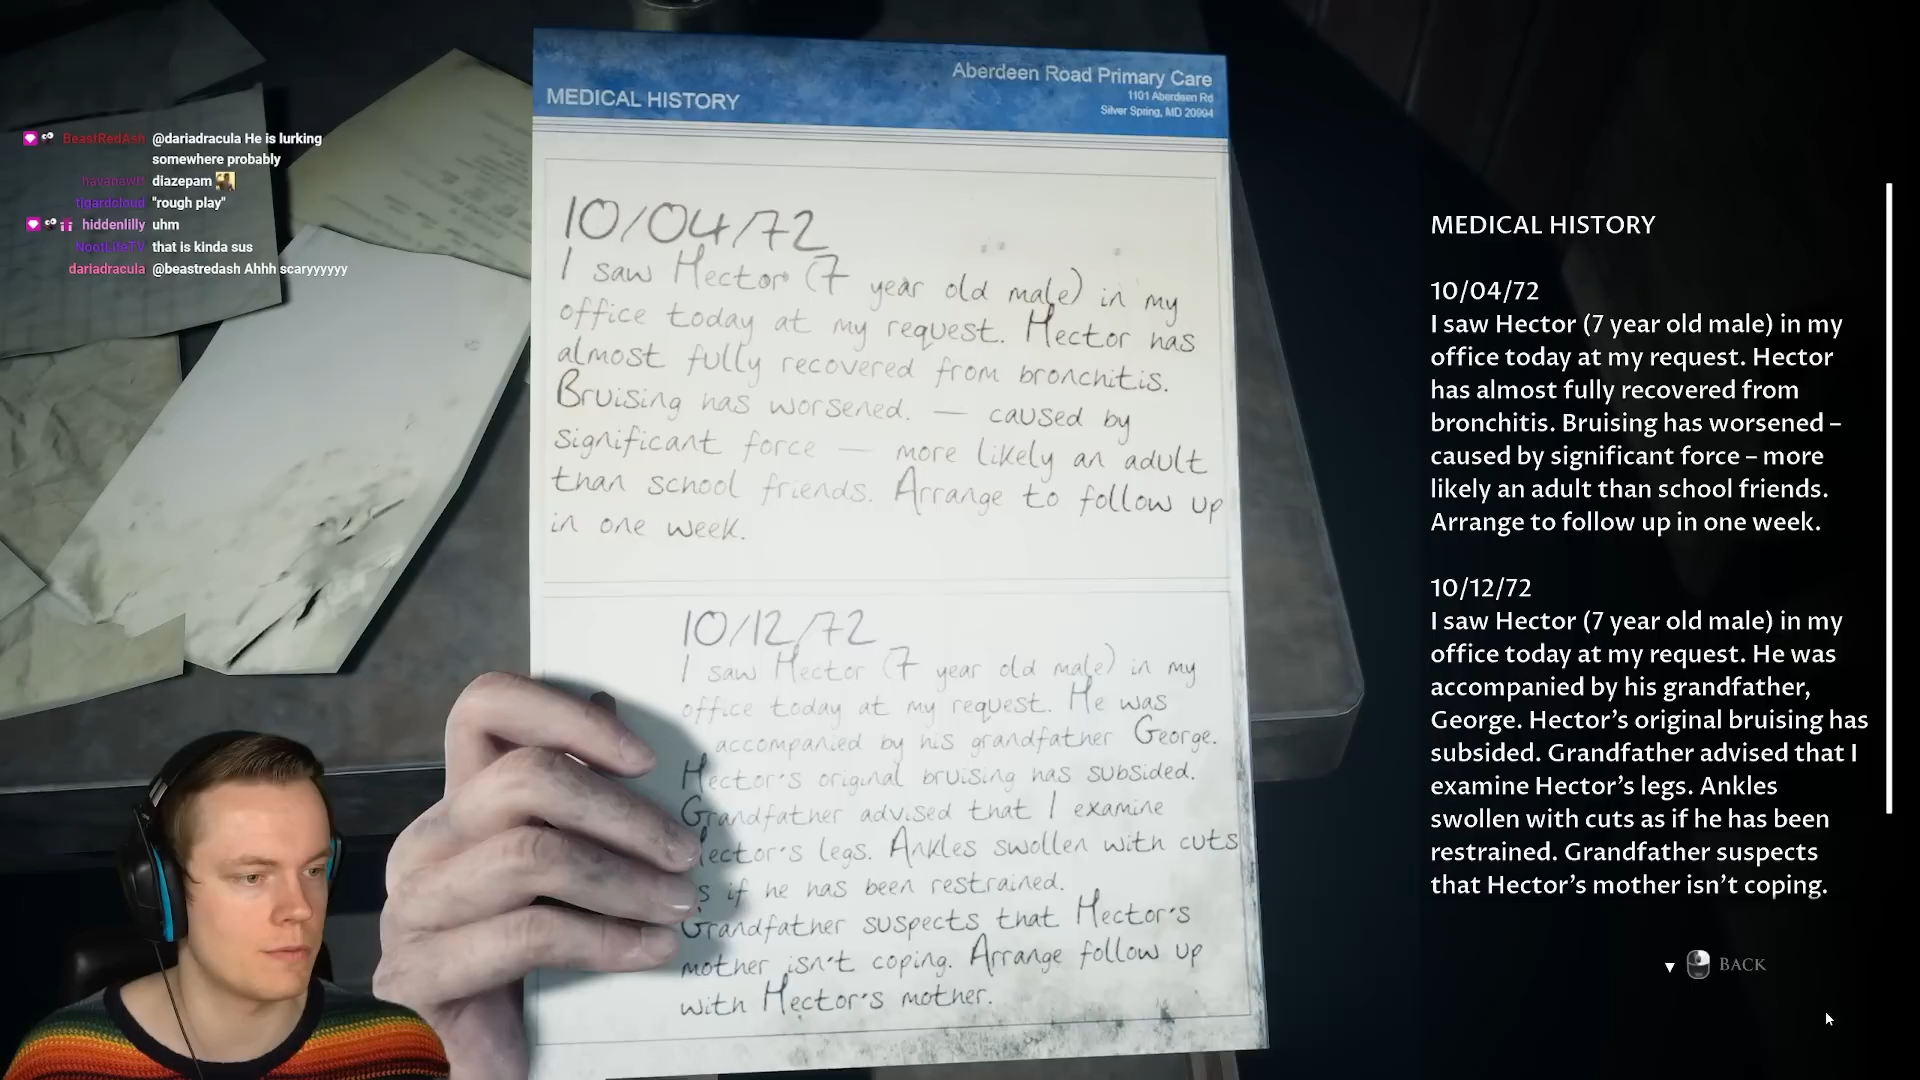 BeastRedAsh @dariadracula He is lurking
somewhere probably
havanawtf diazepam
tigardcloud "rough play"
hiddenlilly uhm
NootLifeTV that is kinda sus
dariadracula @beastredash Ahhh scaryyyyyy
MEDICAL HISTORY
Aberdeen Road Primary Care
1101 Aberdeen Rd
Silver Spring, MD 20904
10/04/72
I saw Hector (7 year old male) in my
office today at my request. Hector has
almost fully recovered from bronchitis.
Bruising has worsened. — caused by
significant force — more likely an adult
than school friends. Arrange to follow up
in one week.
10/12/72
I saw Hector (7 year old male) in my
office today at my request. He was
accompanied by his grandfather George.
Hector's original bruising has subsided.
Grandfather advised that I examine
Hector's legs. Ankles swollen with cuts
as if he has been restrained.
Grandfather suspects that Hector's
mother isn't coping. Arrange follow up
with Hector's mother.
MEDICAL HISTORY
10/04/72
I saw Hector (7 year old male) in my
office today at my request. Hector
has almost fully recovered from
bronchitis. Bruising has worsened –
caused by significant force – more
likely an adult than school friends.
Arrange to follow up in one week.
10/12/72
I saw Hector (7 year old male) in my
office today at my request. He was
accompanied by his grandfather,
George. Hector's original bruising has
subsided. Grandfather advised that I
examine Hector's legs. Ankles
swollen with cuts as if he has been
restrained. Grandfather suspects
that Hector's mother isn't coping.
BACK